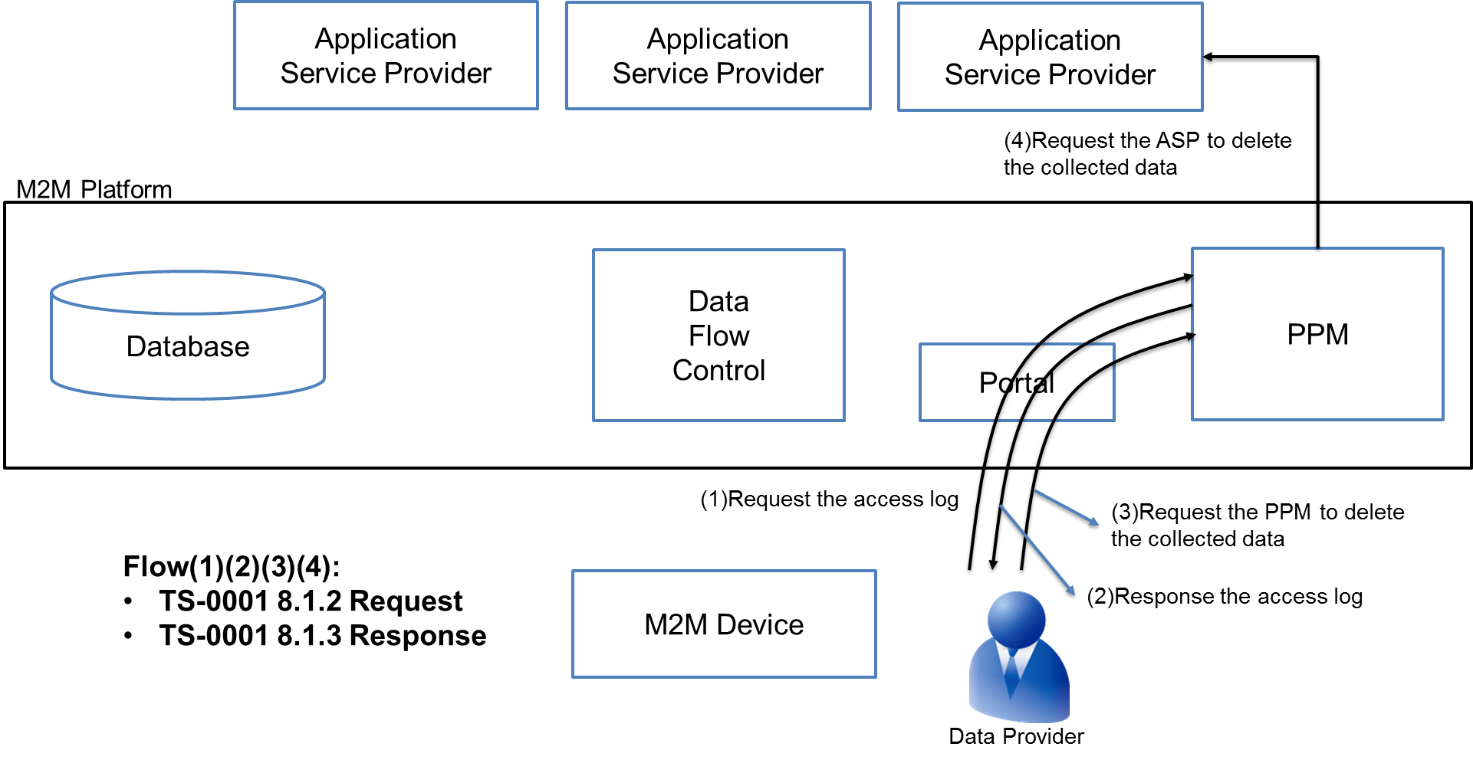 Application
Service Provider
Application
Service Provider
Application
Service Provider
(4)Request the ASP to delete
the collected data
M2M Platform
Database
Data
Flow
Control
Portal
PPM
(1)Request the access log
(3)Request the PPM to delete
the collected data
(2)Response the access log
Flow(1)(2)(3)(4):
• TS-0001 8.1.2 Request
• TS-0001 8.1.3 Response
M2M Device
Data Provider